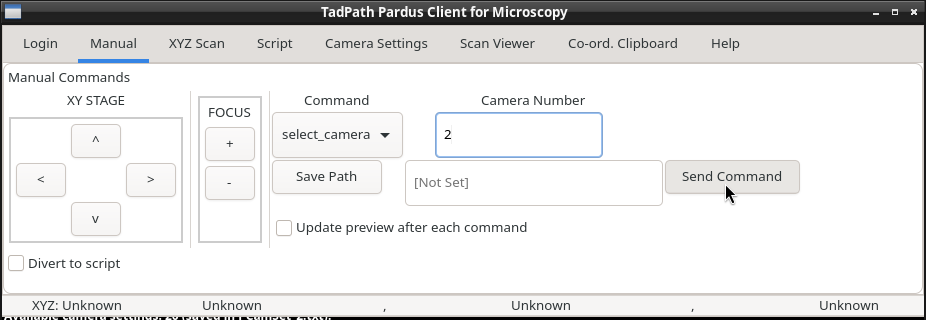 TadPath Pardus Client for Microscopy
Login Manual XYZ Scan Script Camera Settings Scan Viewer Co-ord. Clipboard Help
Manual Commands
XY STAGE
^
<
>
v
FOCUS
+
-
Command
Camera Number
select_camera
2
Save Path
[Not Set]
Send Command
Update preview after each command
Divert to script
XYZ: Unknown Unknown , Unknown , Unknown